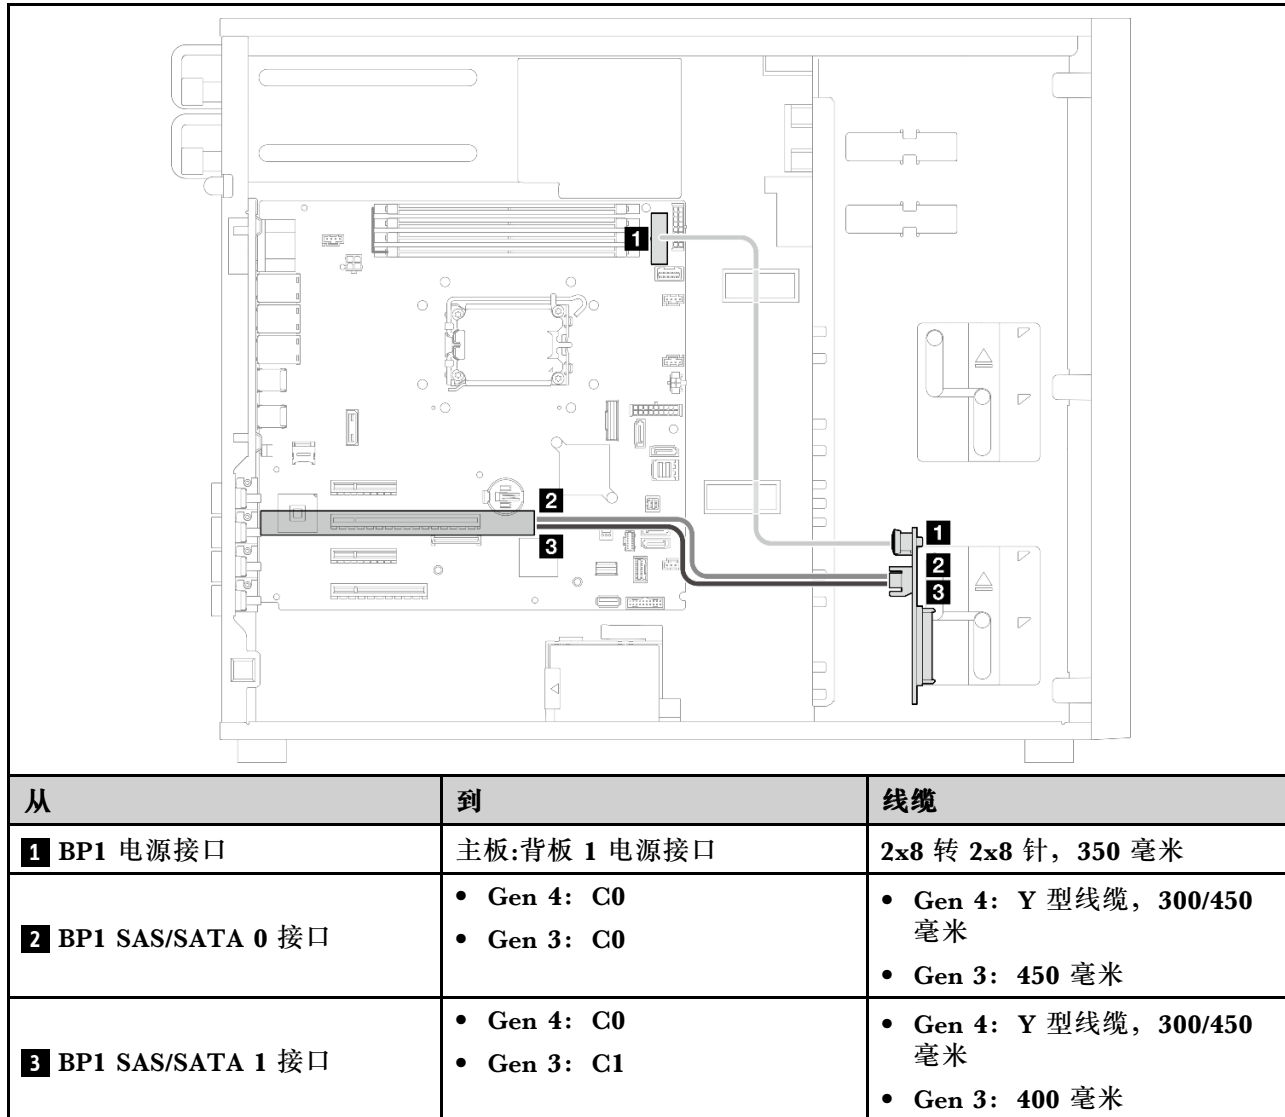 1
2
3
1
2
3
从 到 线缆
1 BP1 电源接口 主板:背板 1 电源接口 2x8 转 2x8 针，350 毫米
2 BP1 SAS/SATA 0 接口
• Gen 4：C0
• Gen 3：C0
• Gen 4：Y 型线缆，300/450
毫米
• Gen 3：450 毫米
3 BP1 SAS/SATA 1 接口
• Gen 4：C0
• Gen 3：C1
• Gen 4：Y 型线缆，300/450
毫米
• Gen 3：400 毫米